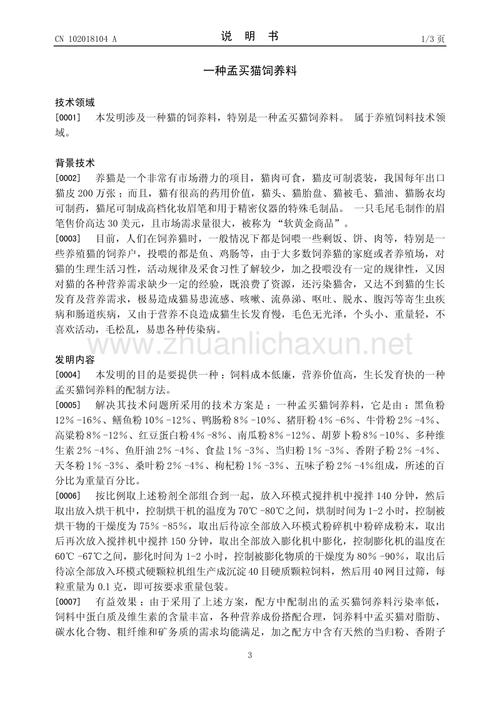 CN 102018104 A
说 明 书
1/3 页
一种孟买猫饲养料
技术领域
[0001] 本发明涉及一种猫的饲养料，特别是一种孟买猫饲养料。 属于养殖饲料技术领
域。
背景技术
[0002] 养猫是一个非常有市场潜力的项目，猫肉可食，猫皮可制裘装，我国每年出口
猫皮 200 万张；而且，猫有很高的药用价值，猫头、猫胎盘、猫被毛、猫油、猫肠衣均
可制药，猫尾可制成高档化妆眉笔和用于精密仪器的特殊毛制品。 一只毛尾毛制作的眉
笔售价高达 30 美元，且市场需求量很大，被称为 “软黄金商品”。
[0003] 目前，人们在饲养猫时，一般情况下都是饲喂一些剩饭、饼、肉等，特别是一
些养殖猫的饲养户，投喂的都是鱼、鸡肠等，由于大多数饲养猫的家庭或者养殖场，对
猫的生理生活习性，活动规律及采食习性了解较少，加之投喂没有一定的规律性，又因
对猫的各种营养需求缺少一定的经验，既浪费了资源，还污染猫舍，又达不到猫的生长
发育及营养需求，极易造成猫易患流感、咳嗽、流鼻涕、呕吐、脱水、腹泻等寄生虫疾
病和肠道疾病，又由于营养不良造成猫生长发育慢，毛色无光泽，个头小、重量轻，不
喜欢活动，毛松乱，易患各种传染病。
www.zhuanlichaxun.net
发明内容
[0004] 本发明的目的是要提供一种；饲料成本低廉，营养价值高，生长发育快的一种
孟买猫饲养料的配制方法。
[0005] 解决其技术问题所采用的技术方案是：一种孟买猫饲养料，它是由；黑鱼粉
12% -16%、鳝鱼粉 10% -12%、鸭肠粉 8% -10%、猪肝粉 4% -6%、牛骨粉 2% -4%、
高梁粉 8% -12%、红豆蛋白粉 4% -8%、南瓜粉 8% -12%、胡萝卜粉 8% -10%、多种维
生素 2% -4%、鱼肝油 2% -4%、食盐 1% -3%、当归粉 1% -3%、香附子粉 2% -4%、
天冬粉 1% -3%、桑叶粉 2% -4%、枸杞粉 1% -3%、五味子粉 2% -4%组成，所述的百
分比为重量百分比。
[0006] 按比例取上述粉剂全部组合到一起，放入环模式搅拌机中搅拌 140 分钟，然后
取出放入烘干机中，控制烘干机的温度为 70℃ -80℃之间，烘制时间为 1-2 小时，控制被
烘干物的干燥度为 75% -85%，取出后待凉全部放入环模式粉碎机中粉碎成粉末，取出
后再次放入搅拌机中搅拌 150 分钟，取出全部放入膨化机中膨化，控制膨化机的温度在
60℃ -67℃之间，膨化时间为 1-2 小时，控制被膨化物质的干燥度为 80% -90%，取出后
待凉全部放入环模式硬颗粒机组生产成沉淀 40 目硬质颗粒饲料，然后用 40 网目过筛，每
粒重量为 0.1 克，即可按要求重量包装。
[0007] 有益效果：由于采用了上述方案，配方中配制出的孟买猫饲养料污染率低，
饲料中蛋白质及维生素的含量丰富，各种营养成份搭配合理，饲养料中孟买猫对脂肪、
碳水化合物、粗纤维和矿务质的需求均能满足，加之配方中含有天然的当归粉、香附子
3